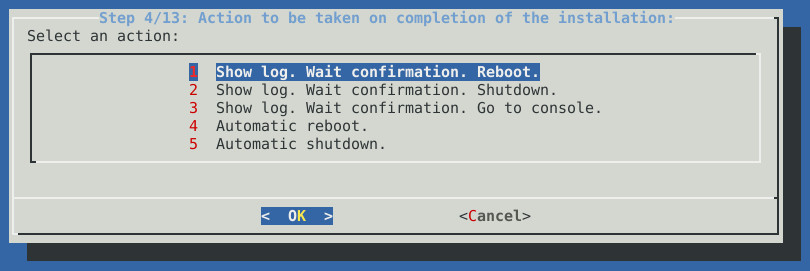 Step 4/13: Action to be taken on completion of the installation:
Select an action:
1 Show log. Wait confirmation. Reboot.
2 Show log. Wait confirmation. Shutdown.
3 Show log. Wait confirmation. Go to console.
4 Automatic reboot.
5 Automatic shutdown.
< OK > <Cancel>